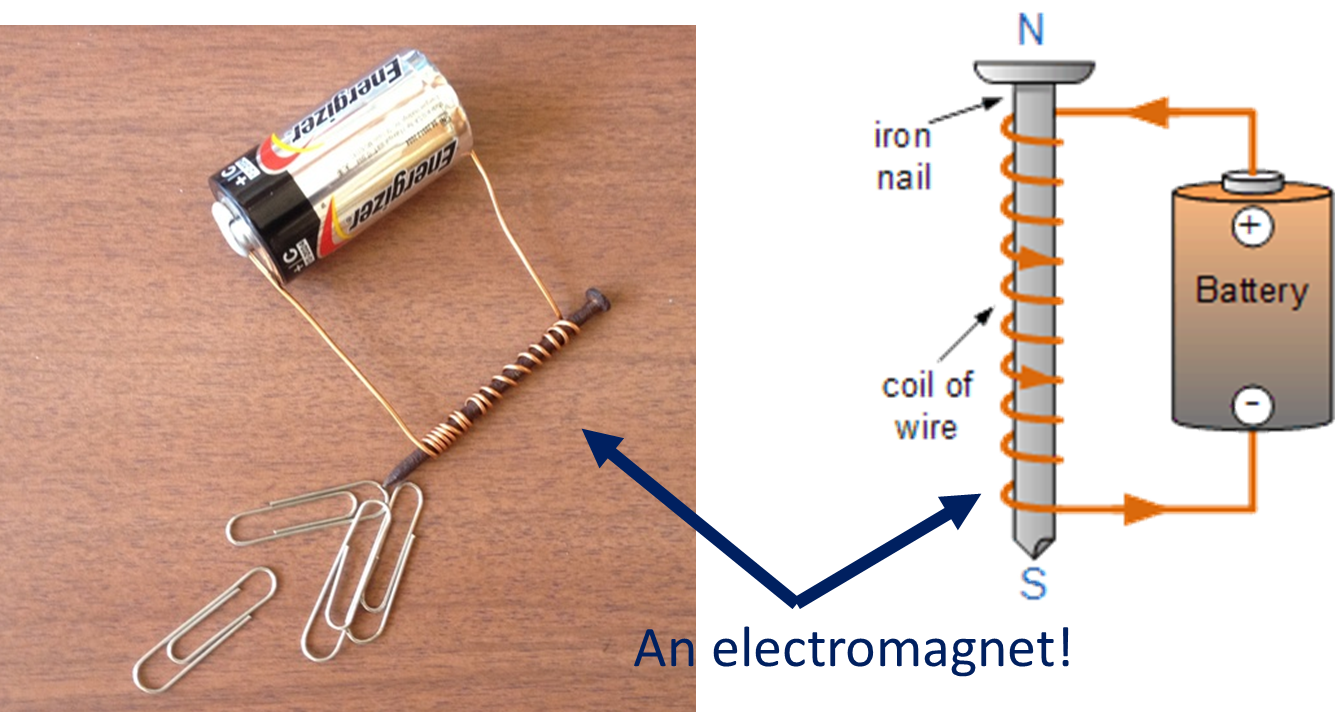 Energizer
Energizer
+ C
+ C
N
iron
nail
+
Battery
coil of
wire
-
S
An electromagnet!